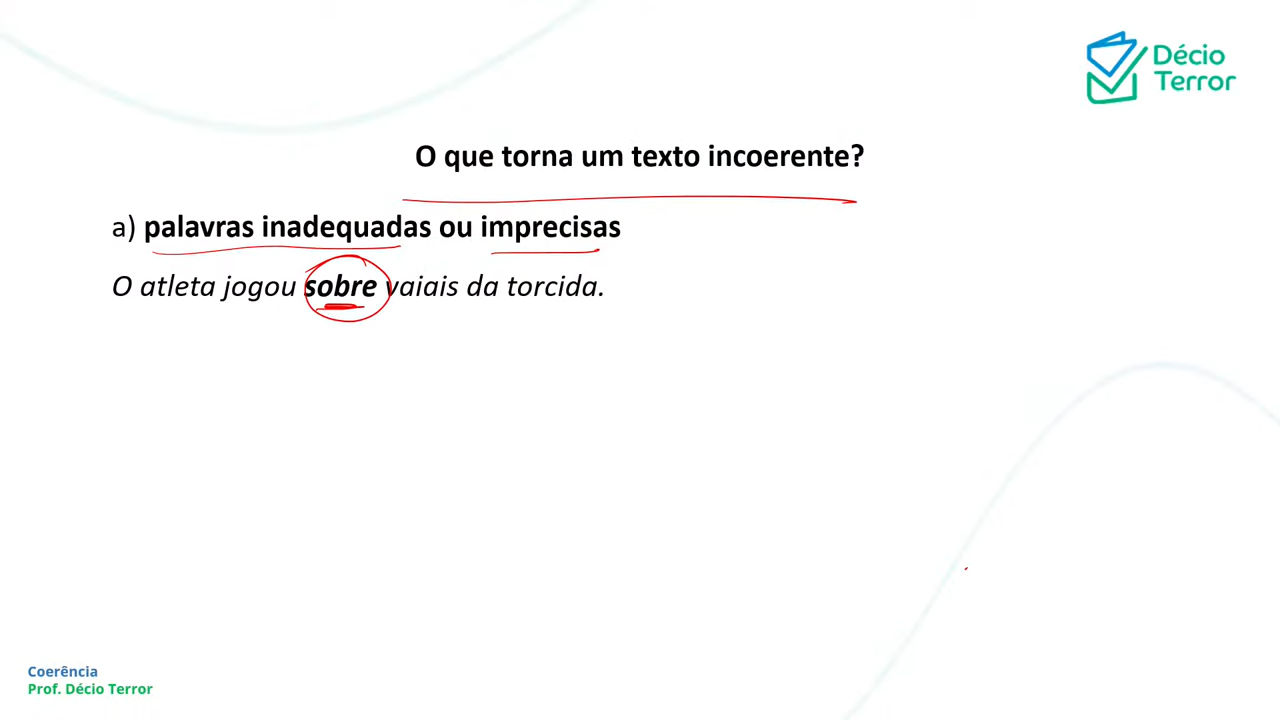 Décio
Terror
O que torna um texto incoerente?
a) palavras inadequadas ou imprecisas
O atleta jogou sobre vaiais da torcida.
Coerência
Prof. Décio Terror